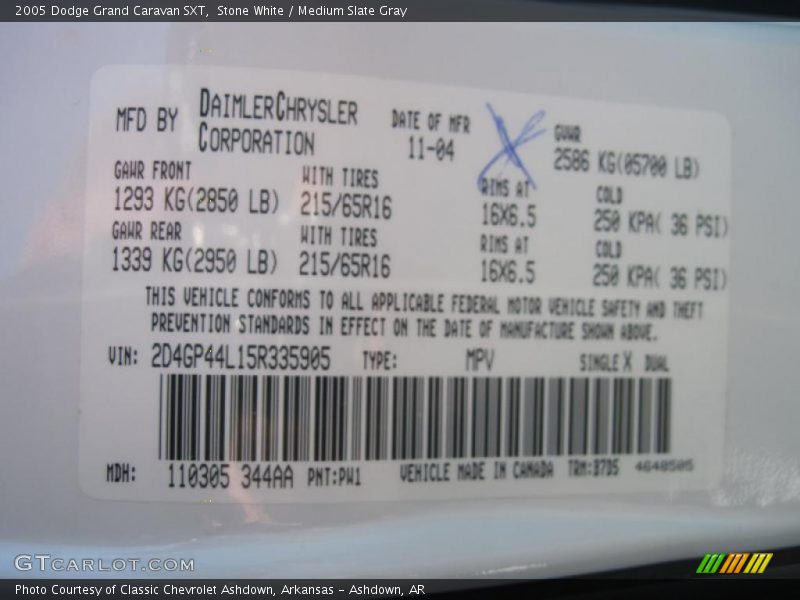 2005 Dodge Grand Caravan SXT,  Stone White / Medium Slate Gray
MFD BY DAIMLERCHRYSLER CORPORATION DATE OF MFR 11-04 GVWR 2586 KG(05700 LB)
GAWR FRONT WITH TIRES RIMS AT COLD
1293 KG(2850 LB) 215/65R16 16X6.5 250 KPA( 36 PSI)
GAWR REAR WITH TIRES RIMS AT COLD
1339 KG(2950 LB) 215/65R16 16X6.5 250 KPA( 36 PSI)
THIS VEHICLE CONFORMS TO ALL APPLICABLE FEDERAL MOTOR VEHICLE SAFETY AND THEFT
PREVENTION STANDARDS IN EFFECT ON THE DATE OF MANUFACTURE SHOWN ABOVE.
VIN: 2D4GP44L15R335905 TYPE: MPV SINGLE X DUAL
MDH: 110305 344AA PNT:PW1 VEHICLE MADE IN CANADA TRM:B7D5 4648505
GTCARLOT.COM
Photo Courtesy of Classic Chevrolet Ashdown, Arkansas - Ashdown, AR